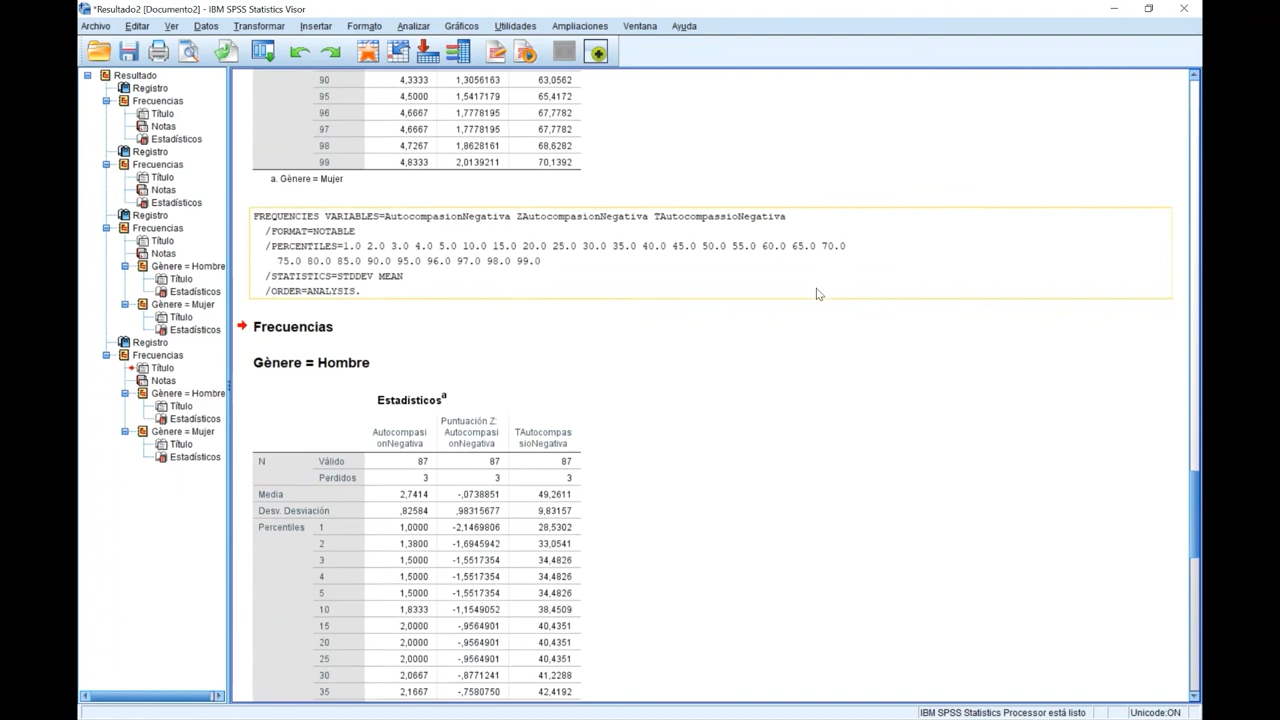 *Resultado2 [Documento2] - IBM SPSS Statistics Visor
Archivo Editar Ver Datos Transformar Insertar Formato Analizar Gráficos Utilidades Ampliaciones Ventana Ayuda
Resultado
Registro
Frecuencias
Título
Notas
Estadísticos
Registro
Frecuencias
Título
Notas
Estadísticos
Registro
Frecuencias
Título
Notas
Gènere = Hombre
Título
Estadísticos
Gènere = Mujer
Título
Estadísticos
Registro
Frecuencias
Título
Notas
Gènere = Hombre
Título
Estadísticos
Gènere = Mujer
Título
Estadísticos
90 4,3333 1,3056163 63,0562
95 4,5000 1,5417179 65,4172
96 4,6667 1,7778195 67,7782
97 4,6667 1,7778195 67,7782
98 4,7267 1,8628161 68,6282
99 4,8333 2,0139211 70,1392
a. Gènere = Mujer
FREQUENCIES VARIABLES=AutocompasionNegativa ZAutocompasionNegativa TAutocompassioNegativa
/FORMAT=NOTABLE
/PERCENTILES=1.0 2.0 3.0 4.0 5.0 10.0 15.0 20.0 25.0 30.0 35.0 40.0 45.0 50.0 55.0 60.0 65.0 70.0
75.0 80.0 85.0 90.0 95.0 96.0 97.0 98.0 99.0
/STATISTICS=STDDEV MEAN
/ORDER=ANALYSIS.
Frecuencias
Gènere = Hombre
Estadísticosa
Puntuación Z:
Autocompasi Autocompasi TAutocompas
onNegativa onNegativa sioNegativa
N Válido 87 87 87
Perdidos 3 3 3
Media 2,7414 -,0738851 49,2611
Desv. Desviación ,82584 ,98315677 9,83157
Percentiles 1 1,0000 -2,1469806 28,5302
2 1,3800 -1,6945942 33,0541
3 1,5000 -1,5517354 34,4826
4 1,5000 -1,5517354 34,4826
5 1,5000 -1,5517354 34,4826
10 1,8333 -1,1549052 38,4509
15 2,0000 -,9564901 40,4351
20 2,0000 -,9564901 40,4351
25 2,0000 -,9564901 40,4351
30 2,0667 -,8771241 41,2288
35 2,1667 -,7580750 42,4192
IBM SPSS Statistics Processor está listo Unicode:ON